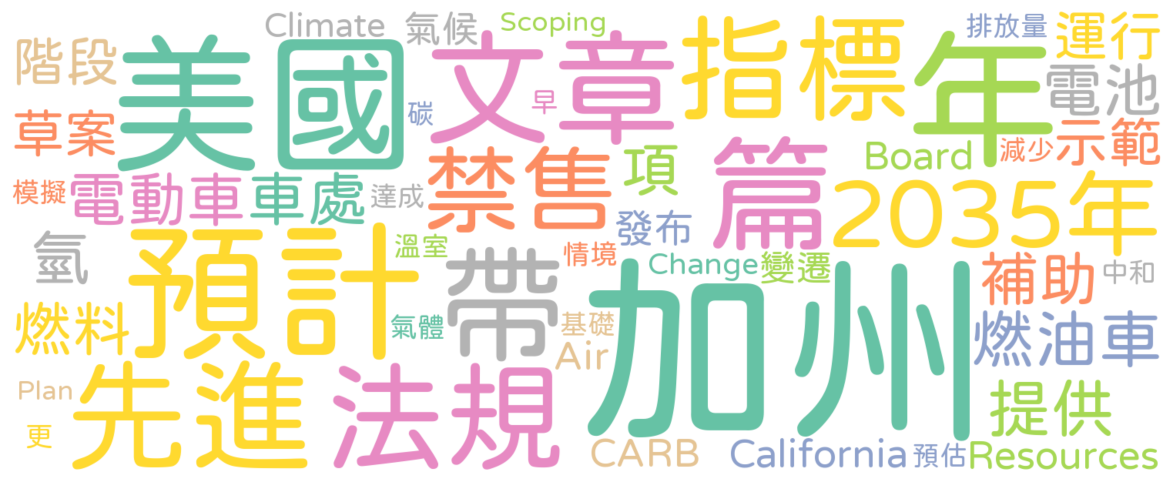 Climate 氣候 Scoping 排放量
階段 美國 文章 指標 年 運行
草案 碳 早 電池
Board 減少 示範
模擬 電動車 車處 達成 禁售 項 篇 2035年
氫 溫室 情境 發布
預計 帶 Change 變遷 補助 中和
燃料 氣體 基礎 加州 燃油車
Air
Plan 先進 法規 提供
更 CARB California 預估 Resources